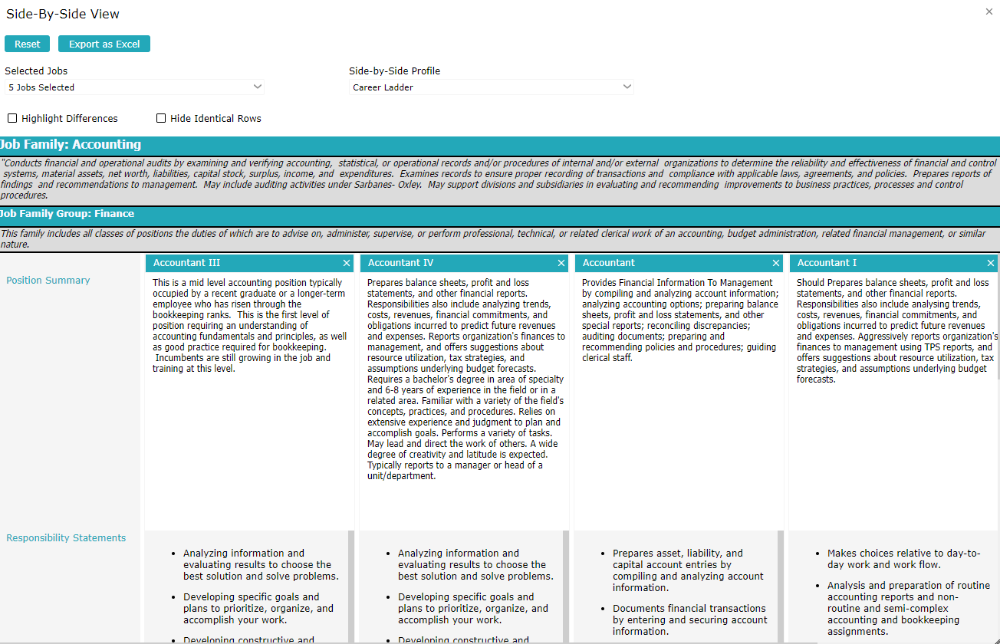 Side-By-Side View
Reset
Export as Excel
Selected Jobs
Side-by-Side Profile
5 Jobs Selected
Career Ladder
Highlight Differences
Hide Identical Rows
Job Family: Accounting
"Conducts financial and operational audits by examining and verifying accounting,  statistical, or operational records and/or procedures of internal and/or external  organizations to determine the reliability and effectiveness of financial and control
systems, material assets, net worth, liabilities, capital stock, surplus, income, and  expenditures.  Examines records to ensure proper recording of transactions and  compliance with applicable laws, agreements, and policies.  Prepares reports of
findings  and recommendations to management.  May include auditing activities under Sarbanes- Oxley.  May support divisions and subsidiaries in evaluating and recommending  improvements to business practices, processes and control
procedures.
Job Family Group: Finance
This family includes all classes of positions the duties of which are to advise on, administer, supervise, or perform professional, technical, or related clerical work of an accounting, budget administration, related financial management, or similar
nature.
Position Summary
Accountant III
This is a mid level accounting position typically
occupied by a recent graduate or a longer-term
employee who has risen through the
bookkeeping ranks.  This is the first level of
position requiring an understanding of
accounting fundamentals and principles, as well
as good practice required for bookkeeping.
Incumbents are still growing in the job and
training at this level.
Accountant IV
Prepares balance sheets, profit and loss
statements, and other financial reports.
Responsibilities also include analyzing trends,
costs, revenues, financial commitments, and
obligations incurred to predict future revenues
and expenses. Reports organization's finances to
management, and offers suggestions about
resource utilization, tax strategies, and
assumptions underlying budget forecasts.
Requires a bachelor's degree in area of specialty
and 6-8 years of experience in the field or in a
related area. Familiar with a variety of the field's
concepts, practices, and procedures. Relies on
extensive experience and judgment to plan and
accomplish goals. Performs a variety of tasks.
May lead and direct the work of others. A wide
degree of creativity and latitude is expected.
Typically reports to a manager or head of a
unit/department.
Accountant
Provides Financial Information To Management
by compiling and analyzing account information;
analyzing accounting options; preparing balance
sheets, profit and loss statements, and other
special reports; reconciling discrepancies;
auditing documents; preparing and
recommending policies and procedures; guiding
clerical staff.
Accountant I
Should Prepares balance sheets, profit and loss
statements, and other financial reports.
Responsibilities also include analysing trends,
costs, revenues, financial commitments, and
obligations incurred to predict future revenues
and expenses. Aggressively reports organization's
finances to management using TPS reports, and
offers suggestions about resource utilization, tax
strategies, and assumptions underlying budget
forecasts.
Responsibility Statements
• Analyzing information and
evaluating results to choose the
best solution and solve problems.
• Developing specific goals and
plans to prioritize, organize, and
accomplish your work.
• Developing constructive and
• Analyzing information and
evaluating results to choose the
best solution and solve problems.
• Developing specific goals and
plans to prioritize, organize, and
accomplish your work.
• Developing constructive and
• Prepares asset, liability, and
capital account entries by
compiling and analyzing account
information.
• Documents financial transactions
by entering and securing account
information.
• Makes choices relative to day-to-
day work and work flow.
• Analysis and preparation of routine
accounting reports and non-
routine and semi-complex
accounting and bookkeeping
assignments.